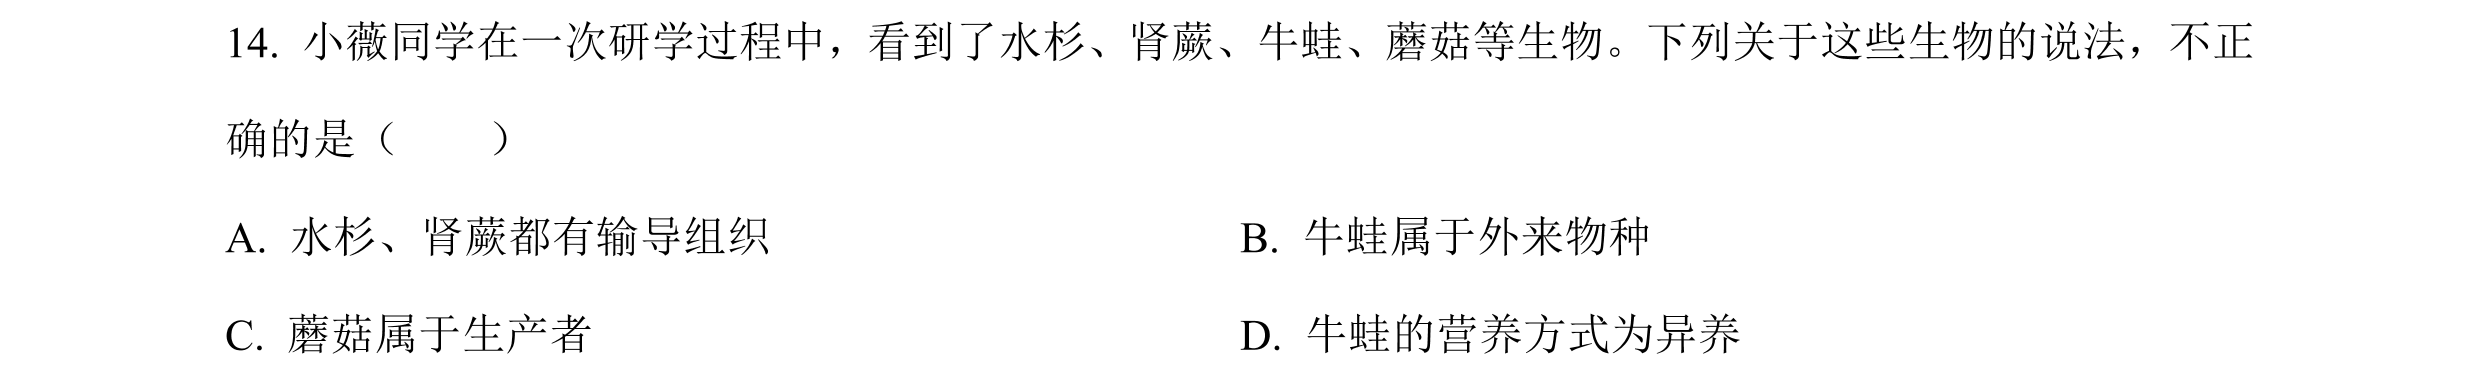 14. 小薇同学在一次研学过程中，看到了水杉、肾蕨、牛蛙、蘑菇等生物。下列关于这些生物的说法，不正
确的是（　　）
A. 水杉、肾蕨都有输导组织 B. 牛蛙属于外来物种
C. 蘑菇属于生产者 D. 牛蛙的营养方式为异养